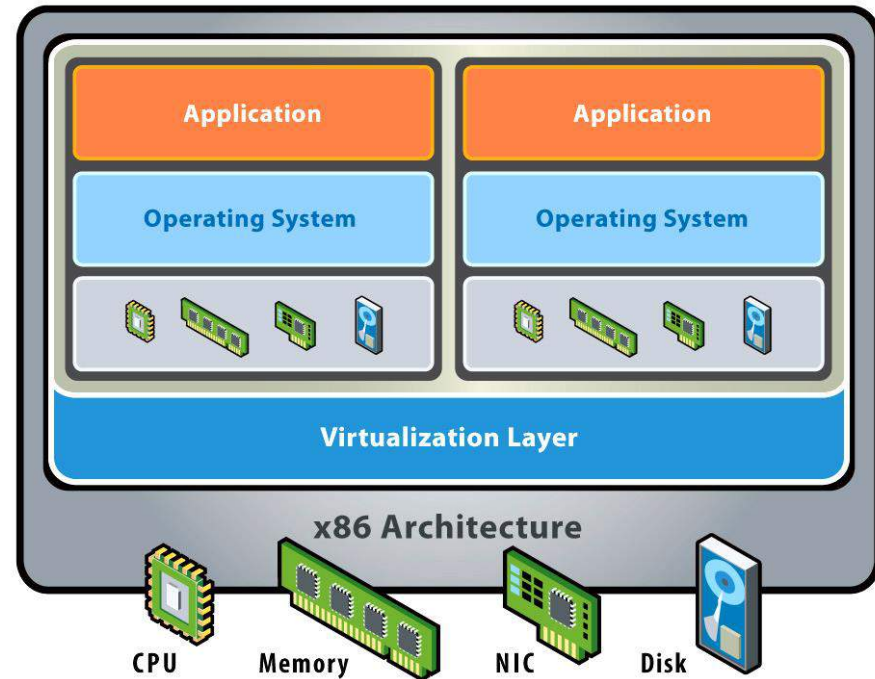 Application
Application
Operating System
Operating System
Virtualization Layer
x86 Architecture
CPU
Memory
NIC
Disk